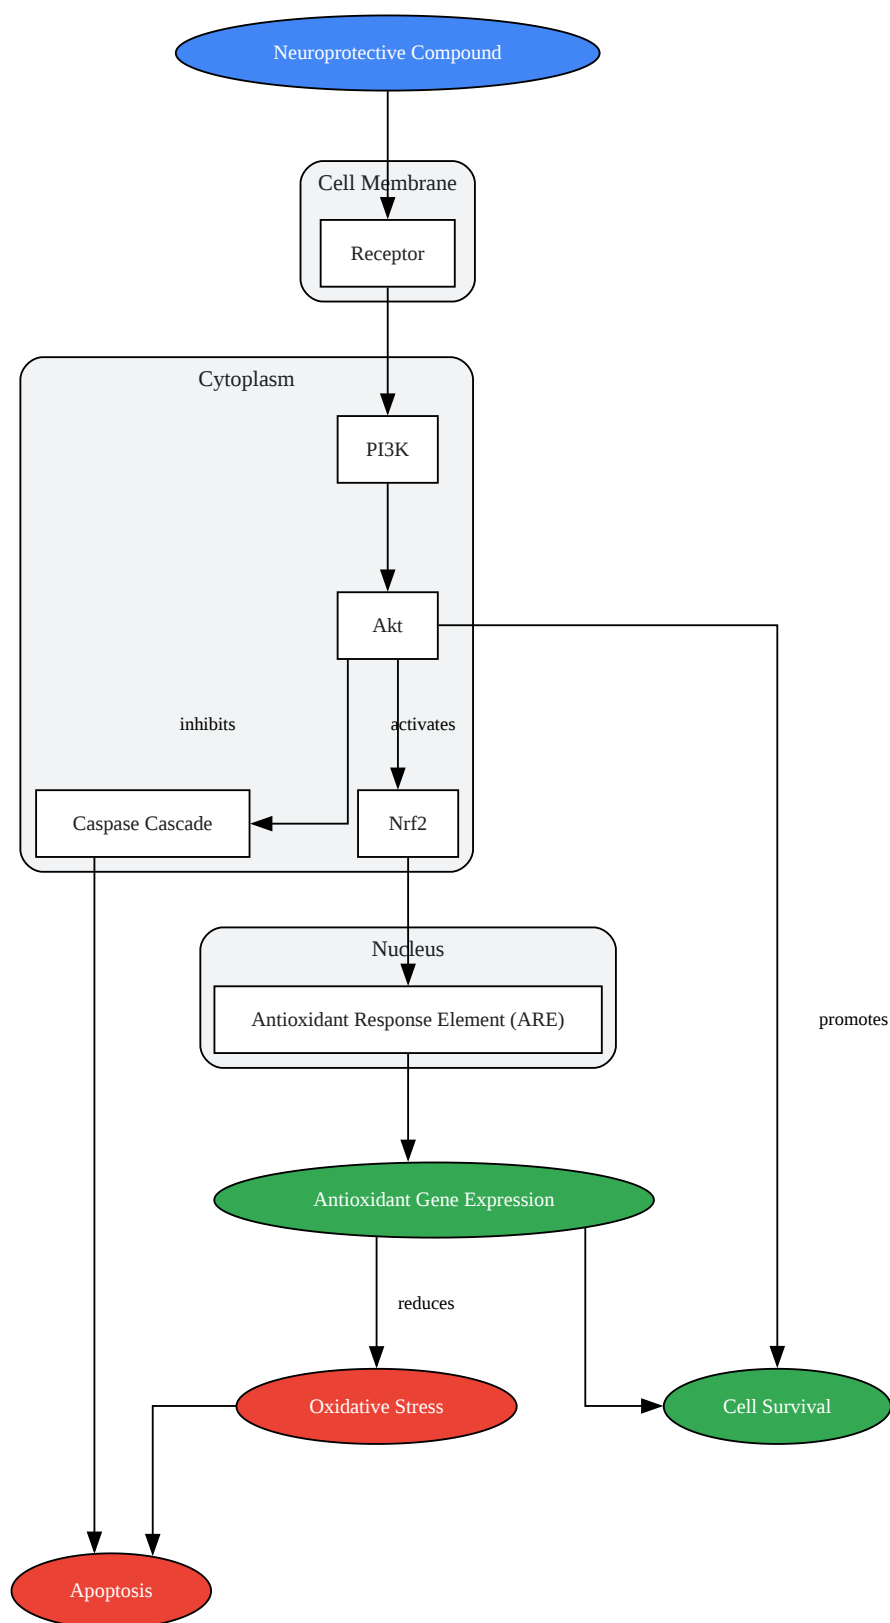 Neuroprotective Compound
Cell Membrane
Receptor
Cytoplasm
PI3K
Akt
inhibits
activates
Caspase Cascade
Nrf2
Nucleus
Antioxidant Response Element (ARE)
promotes
Antioxidant Gene Expression
reduces
Oxidative Stress
Cell Survival
Apoptosis